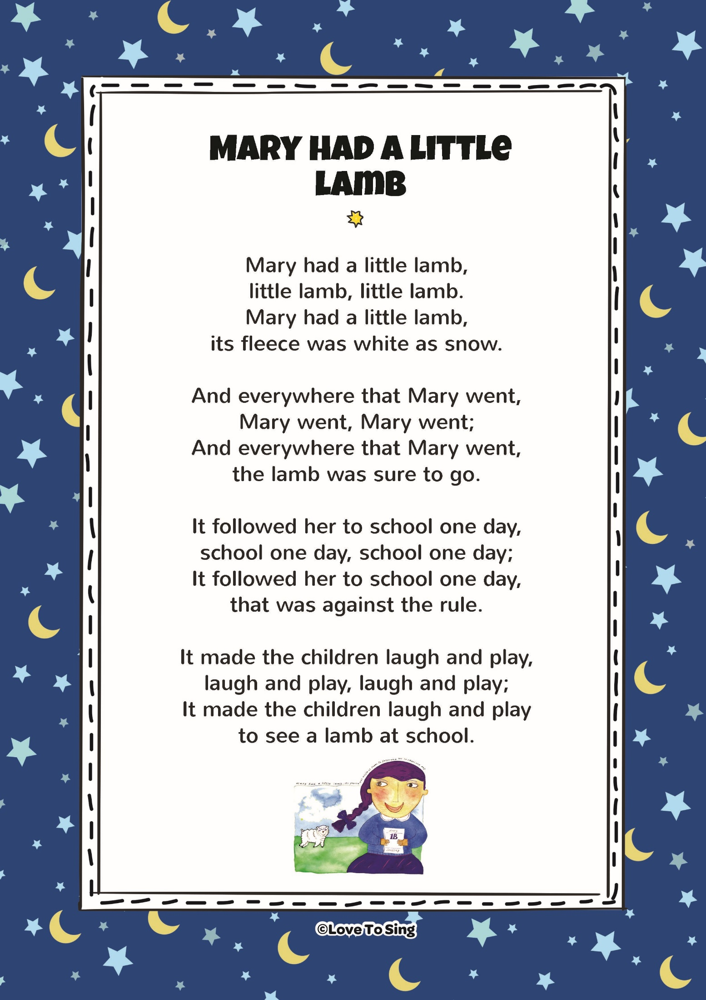 MARY HAD A LITTLE
LAMB
Mary had a little lamb,
little lamb, little lamb.
Mary had a little lamb,
its fleece was white as snow.
And everywhere that Mary went,
Mary went, Mary went;
And everywhere that Mary went,
the lamb was sure to go.
It followed her to school one day,
school one day, school one day;
It followed her to school one day,
that was against the rule.
It made the children laugh and play,
laugh and play, laugh and play;
It made the children laugh and play
to see a lamb at school.
mary had a little lamb. its fleece was white as snow. it followed her to school one day
Mary
1B
Spelling
©Love To Sing